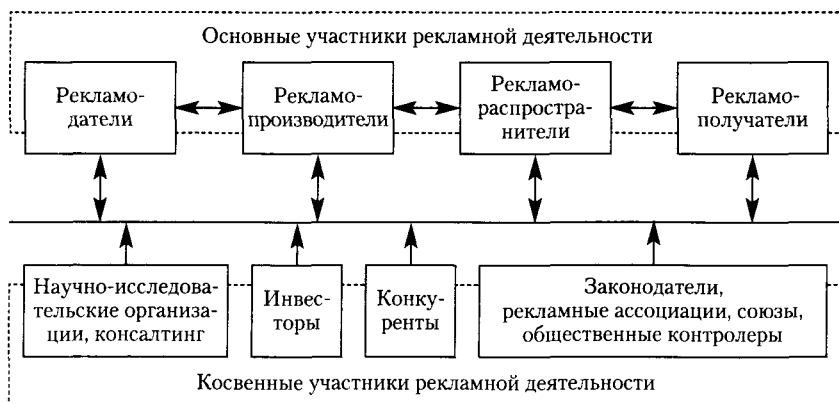 Основные участники рекламной деятельности
Рекламо-
датели
Рекламо-
производители
Рекламо-
распростра-
нители
Рекламо-
получатели
Научно-исследова-
тельские организа-
ции, консалтинг
Инвес-
торы
Конку-
ренты
Законодатели,
рекламные ассоциации, союзы,
общественные контролеры
Косвенные участники рекламной деятельности